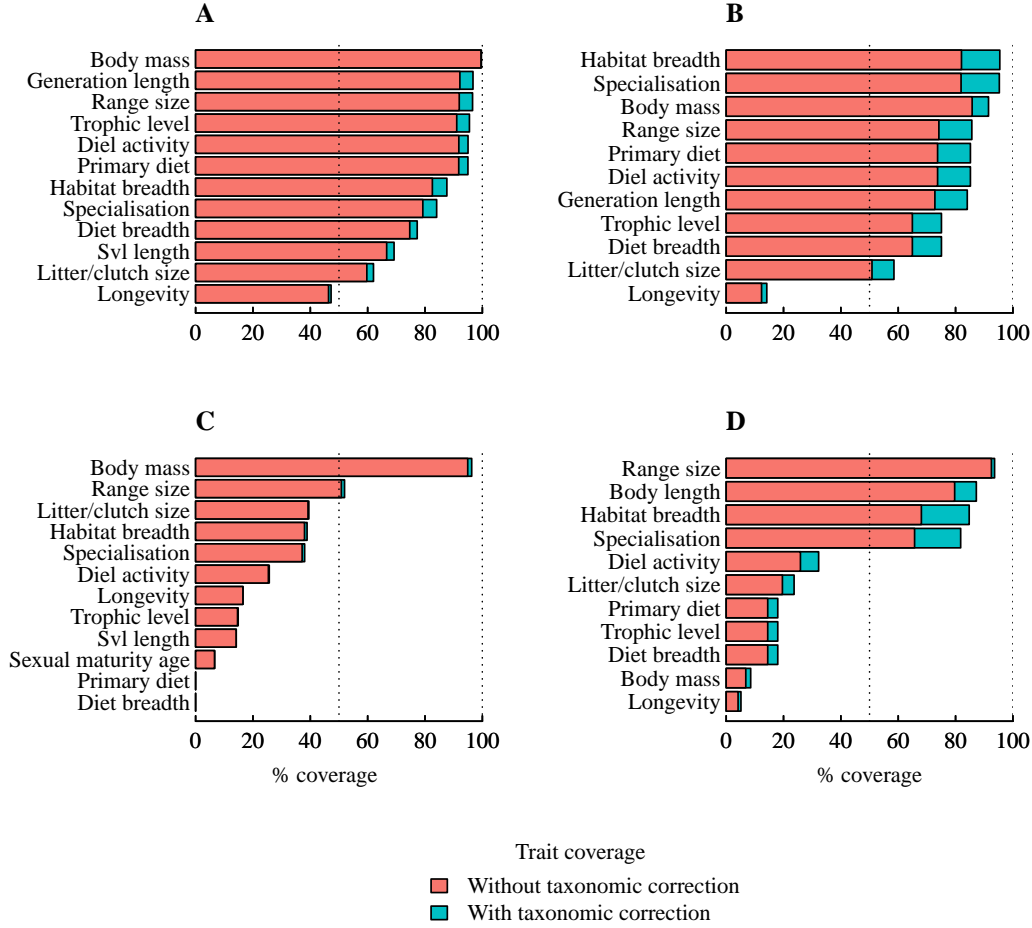 A
Body mass
Generation length
Range size
Trophic level
Diel activity
Primary diet
Habitat breadth
Specialisation
Diet breadth
Svl length
Litter/clutch size
Longevity
0 20 40 60 80 100
B
Habitat breadth
Specialisation
Body mass
Range size
Primary diet
Diel activity
Generation length
Trophic level
Diet breadth
Litter/clutch size
Longevity
0 20 40 60 80 100
C
Body mass
Range size
Litter/clutch size
Habitat breadth
Specialisation
Diel activity
Longevity
Trophic level
Svl length
Sexual maturity age
Primary diet
Diet breadth
0 20 40 60 80 100
% coverage
D
Range size
Body length
Habitat breadth
Specialisation
Diel activity
Litter/clutch size
Primary diet
Trophic level
Diet breadth
Body mass
Longevity
0 20 40 60 80 100
% coverage
Trait coverage
Without taxonomic correction
With taxonomic correction